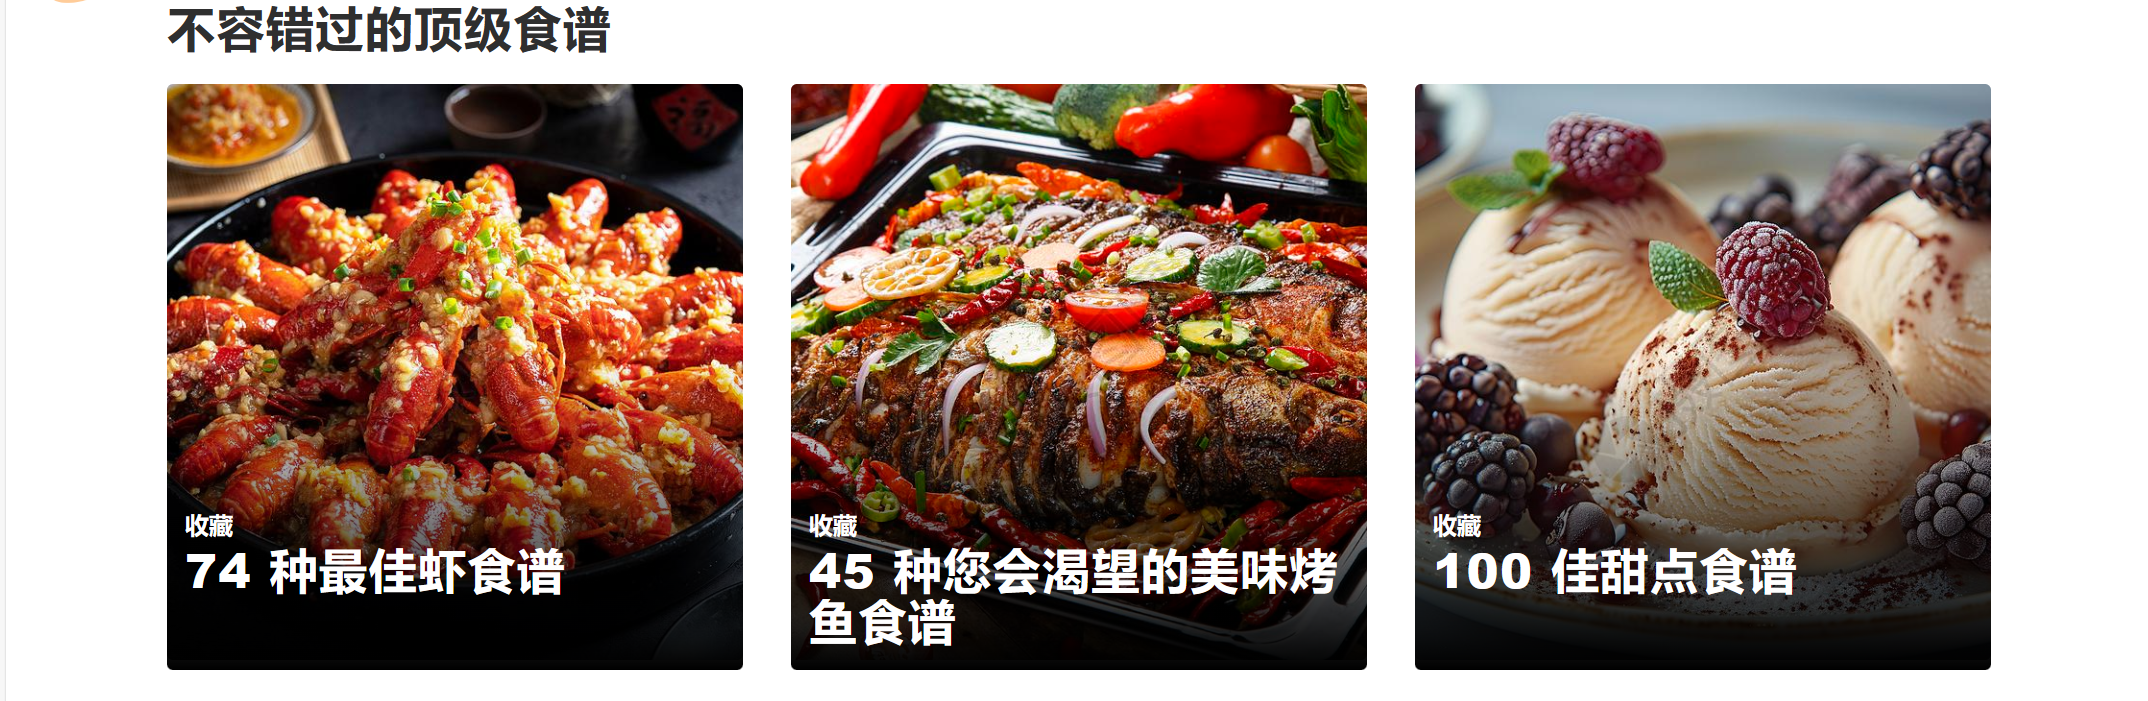 不容错过的顶级食谱
收藏
74 种最佳虾食谱
收藏
45 种您会渴望的美味烤
鱼食谱
收藏
100 佳甜点食谱